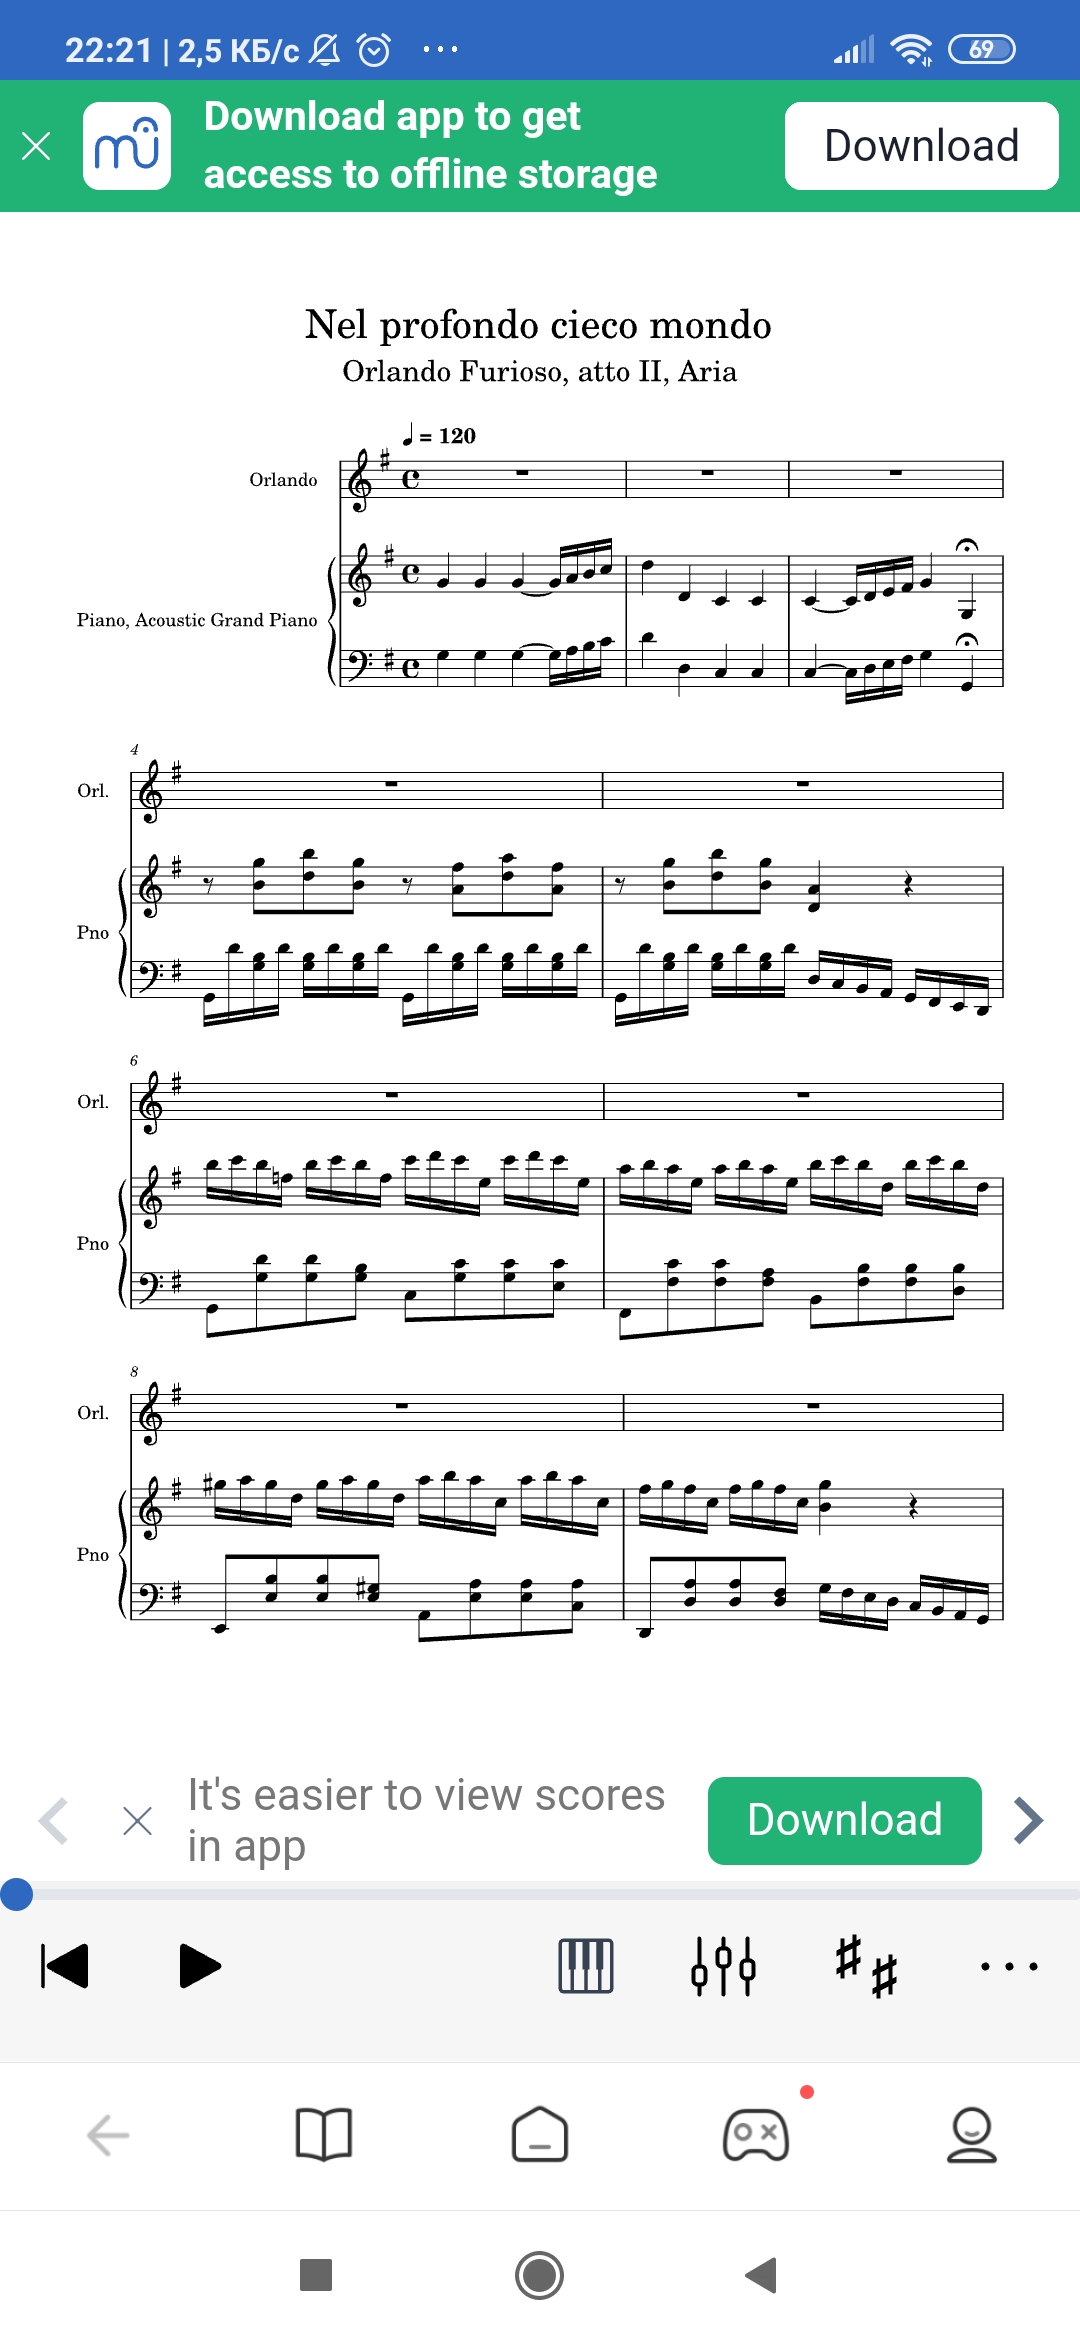 22:21 | 2,5 КБ/с
69
Download app to get
access to offline storage
Download
Nel profondo cieco mondo
Orlando Furioso, atto II, Aria
= 120
Orlando
Piano, Acoustic Grand Piano
4
Orl.
Pno
6
Orl.
Pno
8
Orl.
Pno
It's easier to view scores
in app
Download